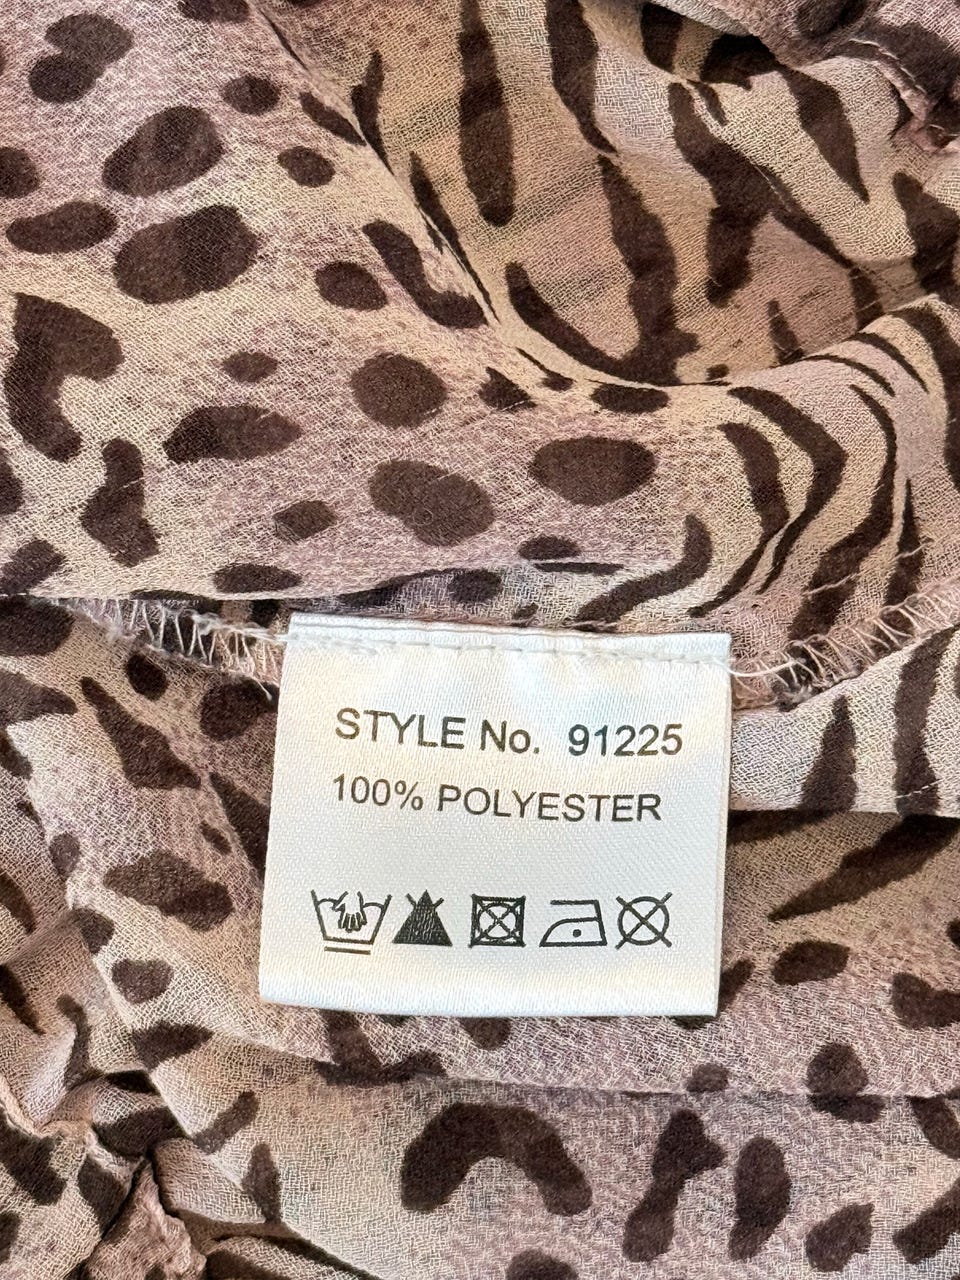 STYLE No. 91225
100% POLYESTER